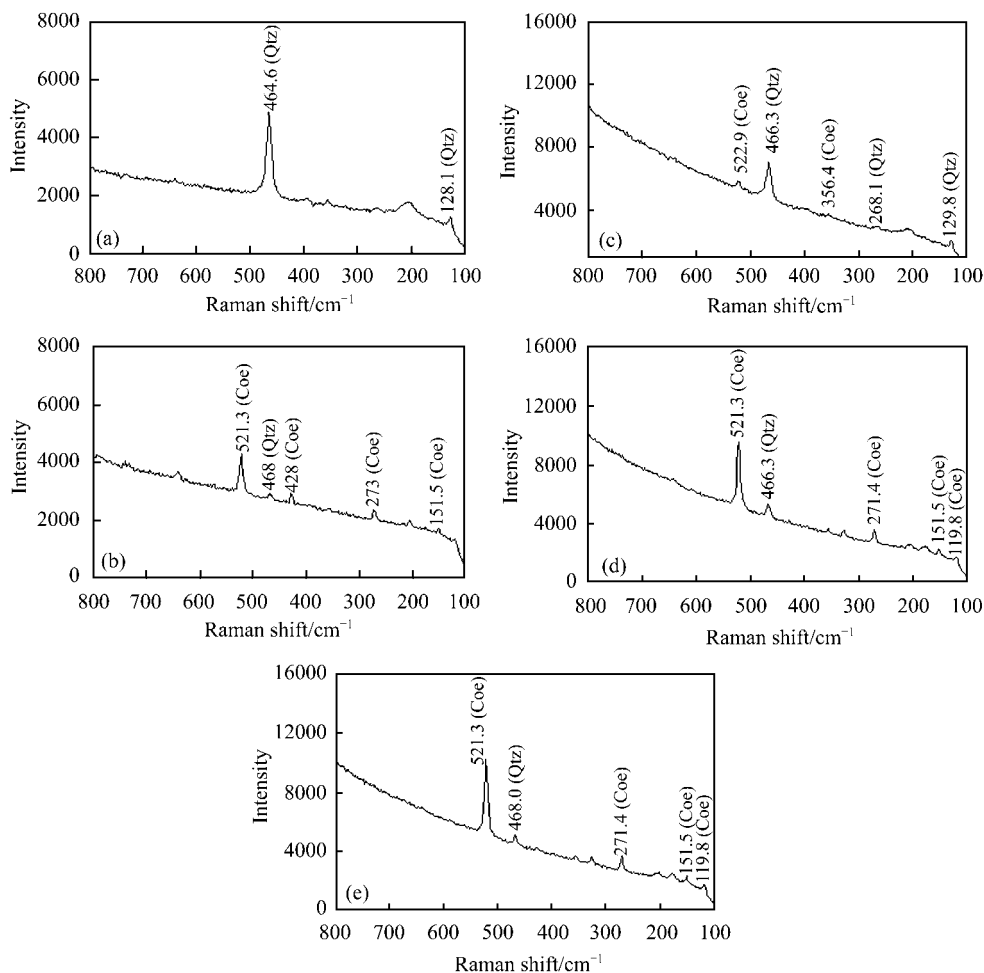 8000
6000
4000
2000
0
Intensity
464.6 (Qtz)
128.1 (Qtz)
(a)
800 700 600 500 400 300 200 100
Raman shift/cm⁻¹
16000
12000
8000
4000
Intensity
522.9 (Coe)
466.3 (Qtz)
356.4 (Coe)
268.1 (Qtz)
129.8 (Qtz)
(c)
800 700 600 500 400 300 200 100
Raman shift/cm⁻¹
8000
6000
4000
2000
0
Intensity
521.3 (Coe)
468 (Qtz)
428 (Coe)
273 (Coe)
151.5 (Coe)
(b)
800 700 600 500 400 300 200 100
Raman shift/cm⁻¹
16000
12000
8000
4000
0
Intensity
521.3 (Coe)
466.3 (Qtz)
271.4 (Coe)
151.5 (Coe)
119.8 (Coe)
(d)
800 700 600 500 400 300 200 100
Raman shift/cm⁻¹
16000
12000
8000
4000
0
Intensity
521.3 (Coe)
468.0 (Qtz)
271.4 (Coe)
151.5 (Coe)
119.8 (Coe)
(e)
800 700 600 500 400 300 200 100
Raman shift/cm⁻¹